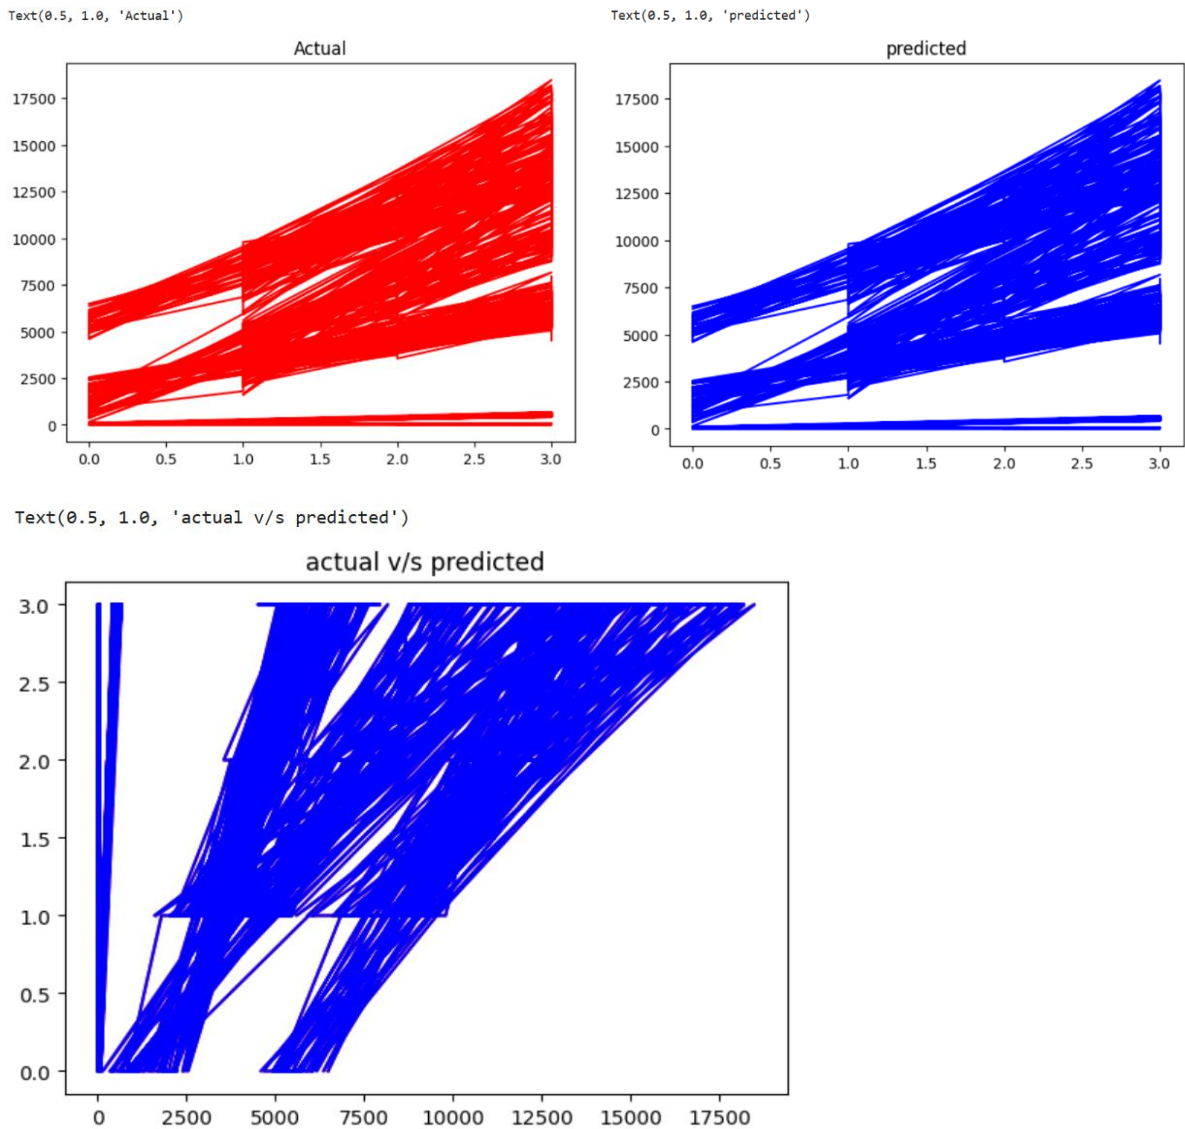 Text(0.5, 1.0, 'Actual')
Actual
17500
15000
12500
10000
7500
5000
2500
0
0.0 0.5 1.0 1.5 2.0 2.5 3.0
Text(0.5, 1.0, 'predicted')
predicted
17500
15000
12500
10000
7500
5000
2500
0
0.0 0.5 1.0 1.5 2.0 2.5 3.0
Text(0.5, 1.0, 'actual v/s predicted')
actual v/s predicted
3.0
2.5
2.0
1.5
1.0
0.5
0.0
0 2500 5000 7500 10000 12500 15000 17500